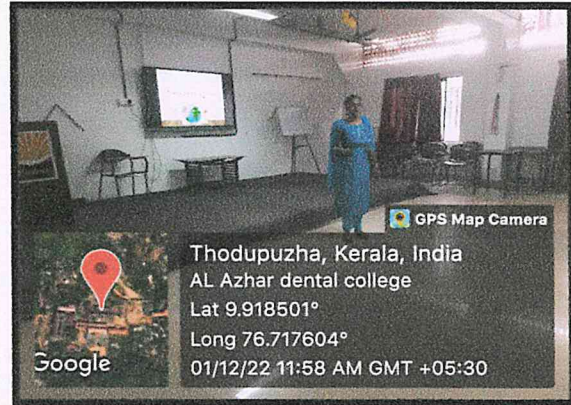 GPS Map Camera
Thodupuzha, Kerala, India
AL Azhar dental college
Lat 9.918501°
Long 76.717604°
01/12/22 11:58 AM GMT +05:30
Google